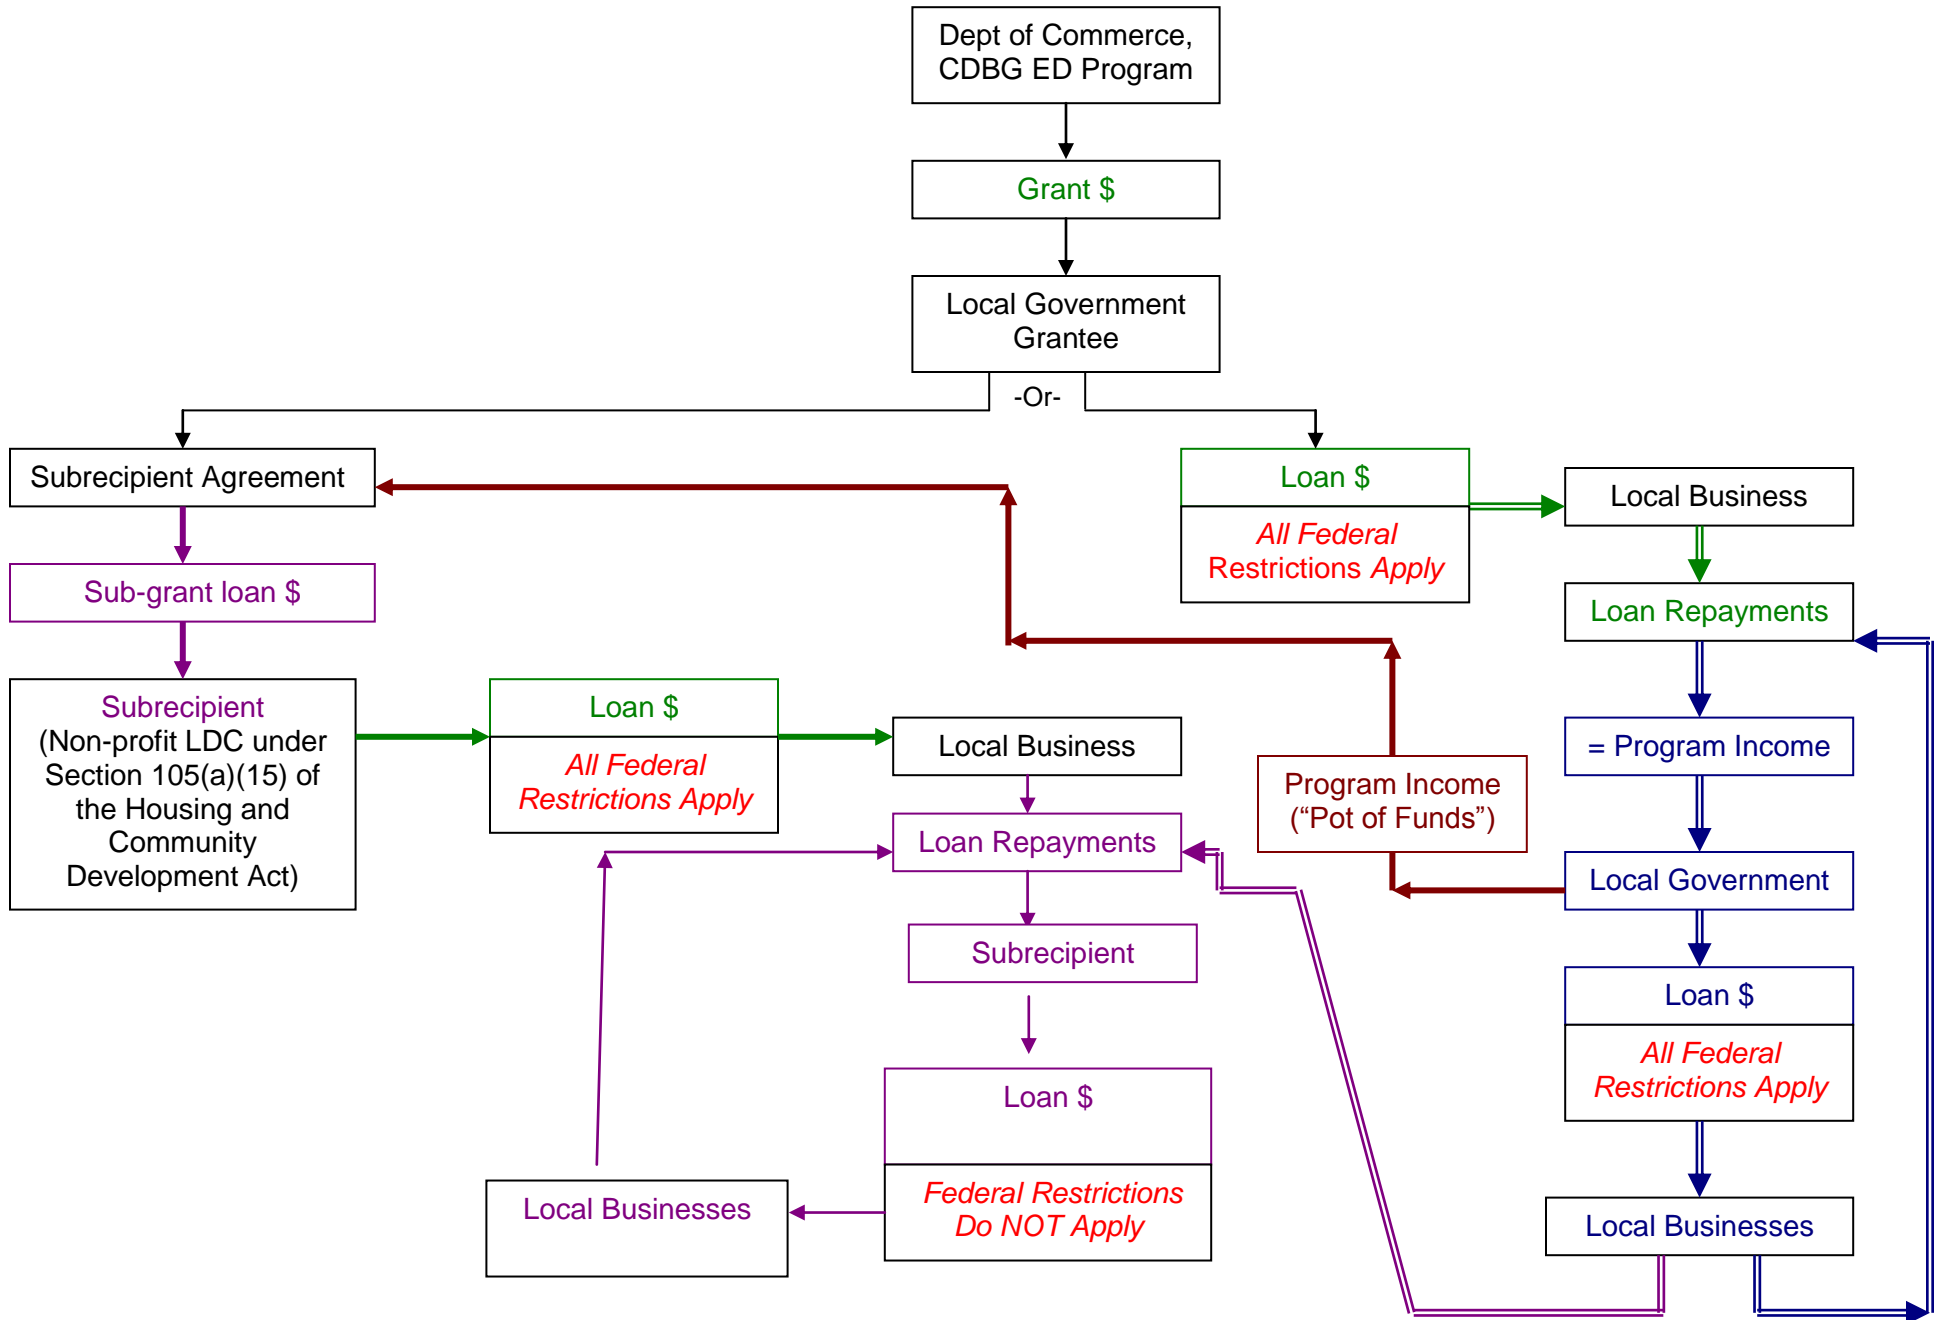 Dept of Commerce,
CDBG ED Program
Grant $
Local Government
Grantee
-Or-
Subrecipient Agreement
Sub-grant loan $
Subrecipient
(Non-profit LDC under
Section 105(a)(15) of
the Housing and
Community
Development Act)
Loan $
All Federal
Restrictions Apply
Local Business
Loan Repayments
Subrecipient
Loan $
Federal Restrictions
Do NOT Apply
Local Businesses
Program Income
(“Pot of Funds”)
Loan $
All Federal
Restrictions Apply
Local Business
Loan Repayments
= Program Income
Local Government
Loan $
All Federal
Restrictions Apply
Local Businesses